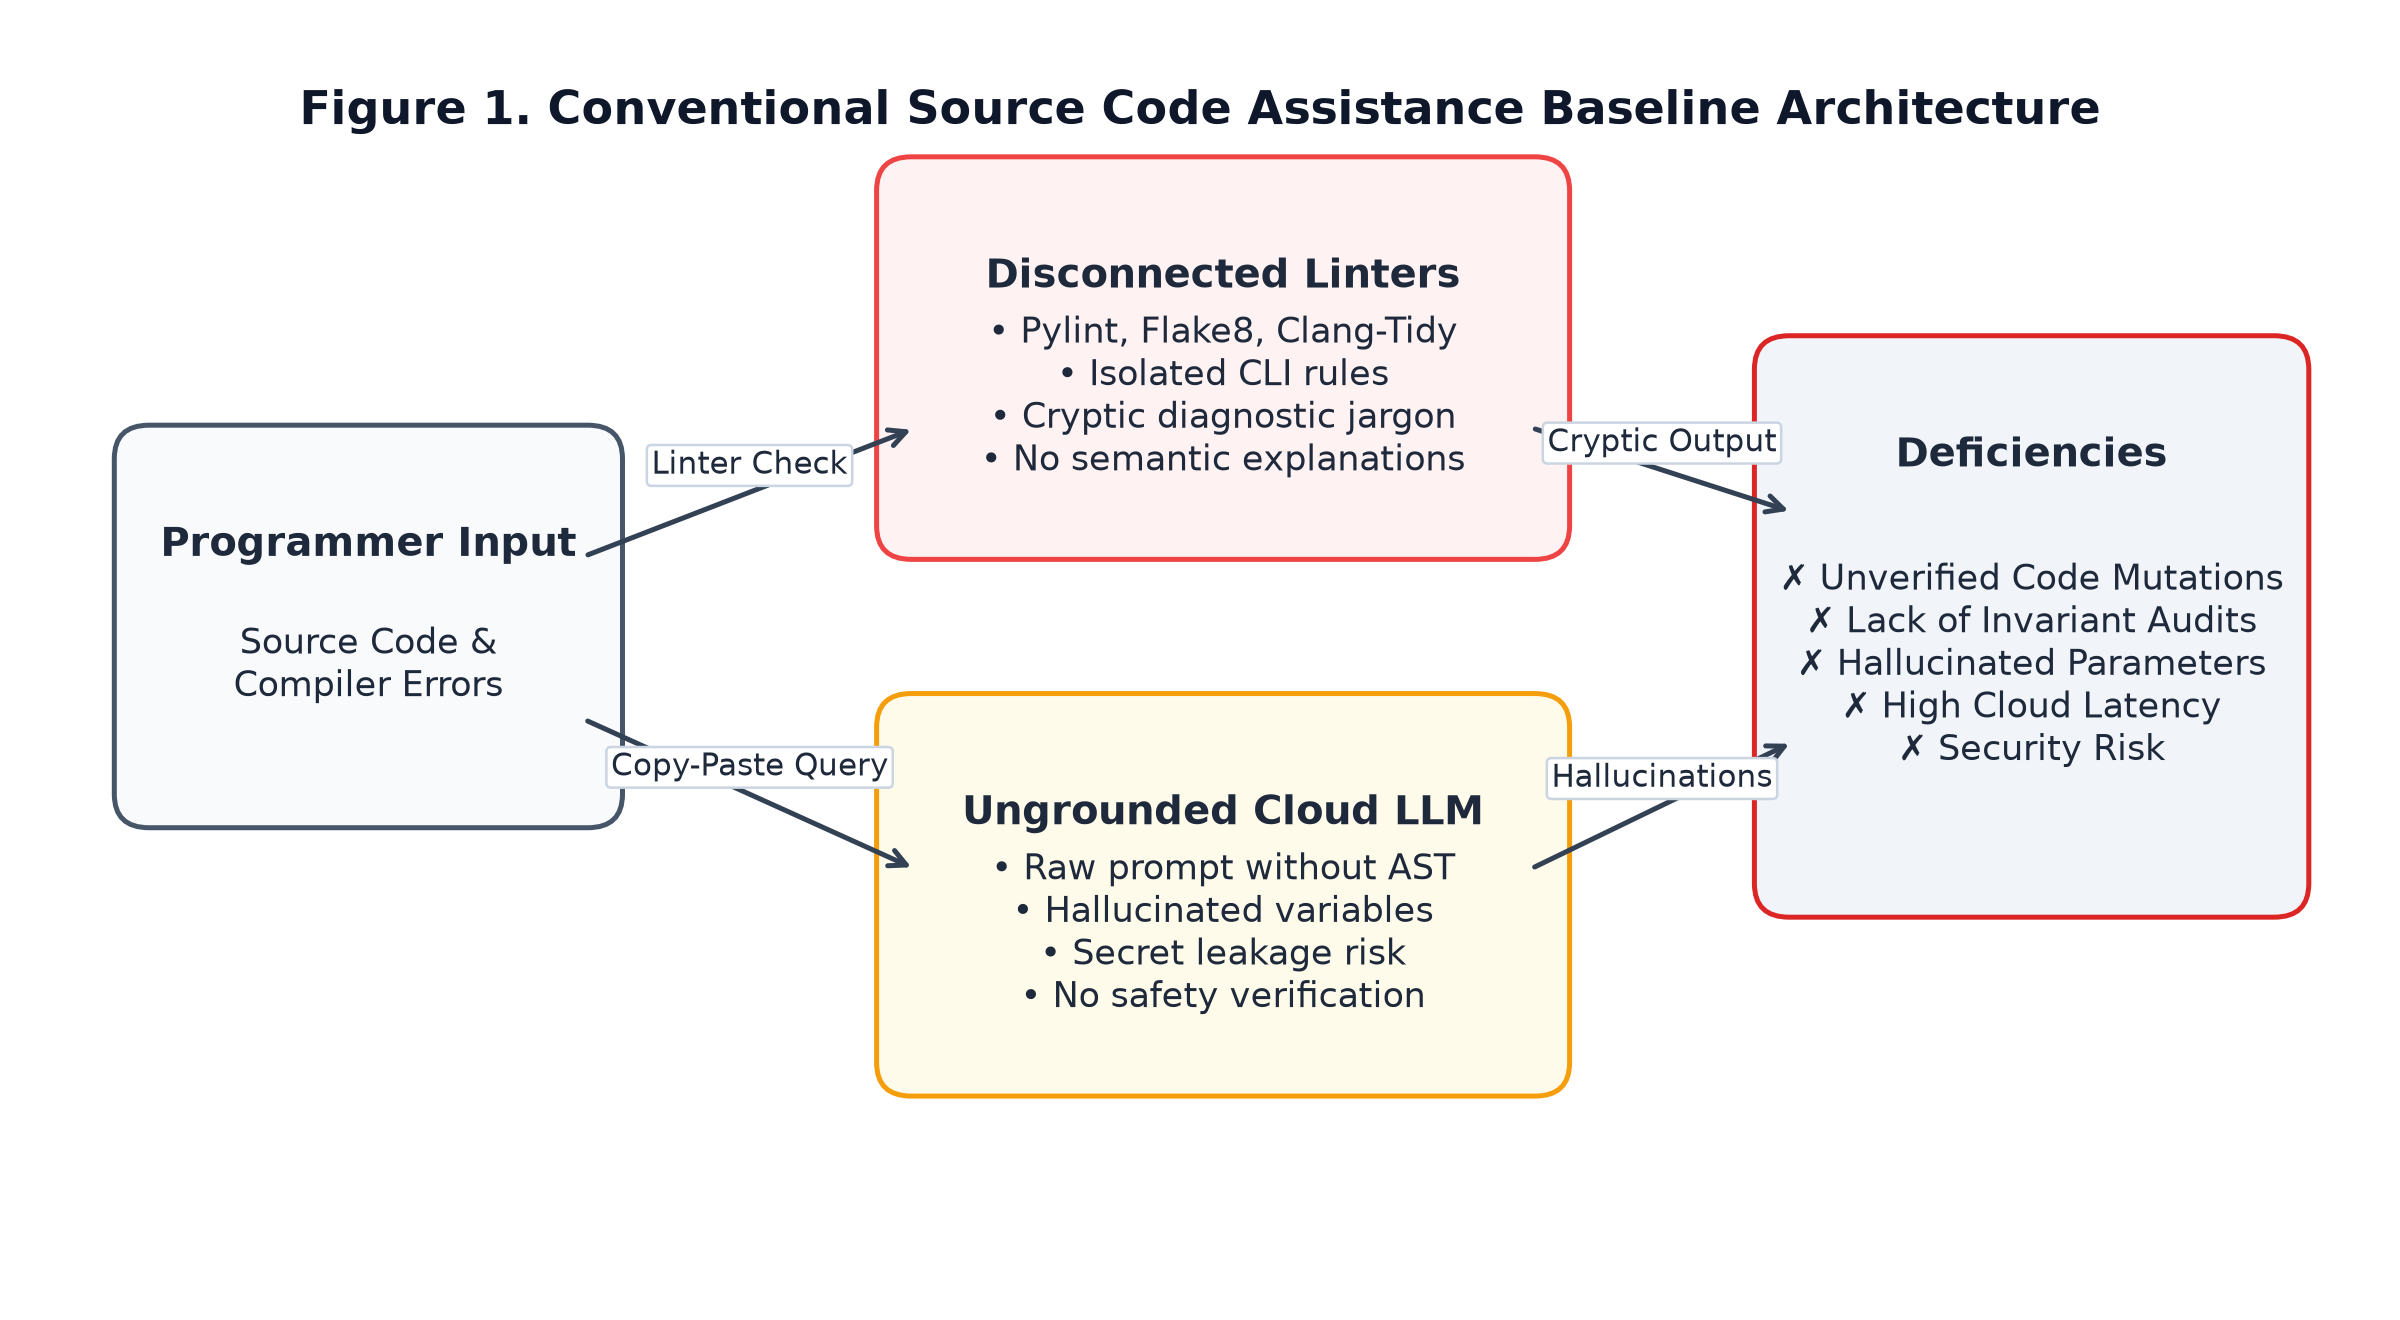 Figure 1. Conventional Source Code Assistance Baseline Architecture
Programmer Input
Source Code &
Compiler Errors
Linter Check
Copy-Paste Query
Disconnected Linters
• Pylint, Flake8, Clang-Tidy
• Isolated CLI rules
• Cryptic diagnostic jargon
• No semantic explanations
Ungrounded Cloud LLM
• Raw prompt without AST
• Hallucinated variables
• Secret leakage risk
• No safety verification
Cryptic Output
Hallucinations
Deficiencies
✗ Unverified Code Mutations
✗ Lack of Invariant Audits
✗ Hallucinated Parameters
✗ High Cloud Latency
✗ Security Risk